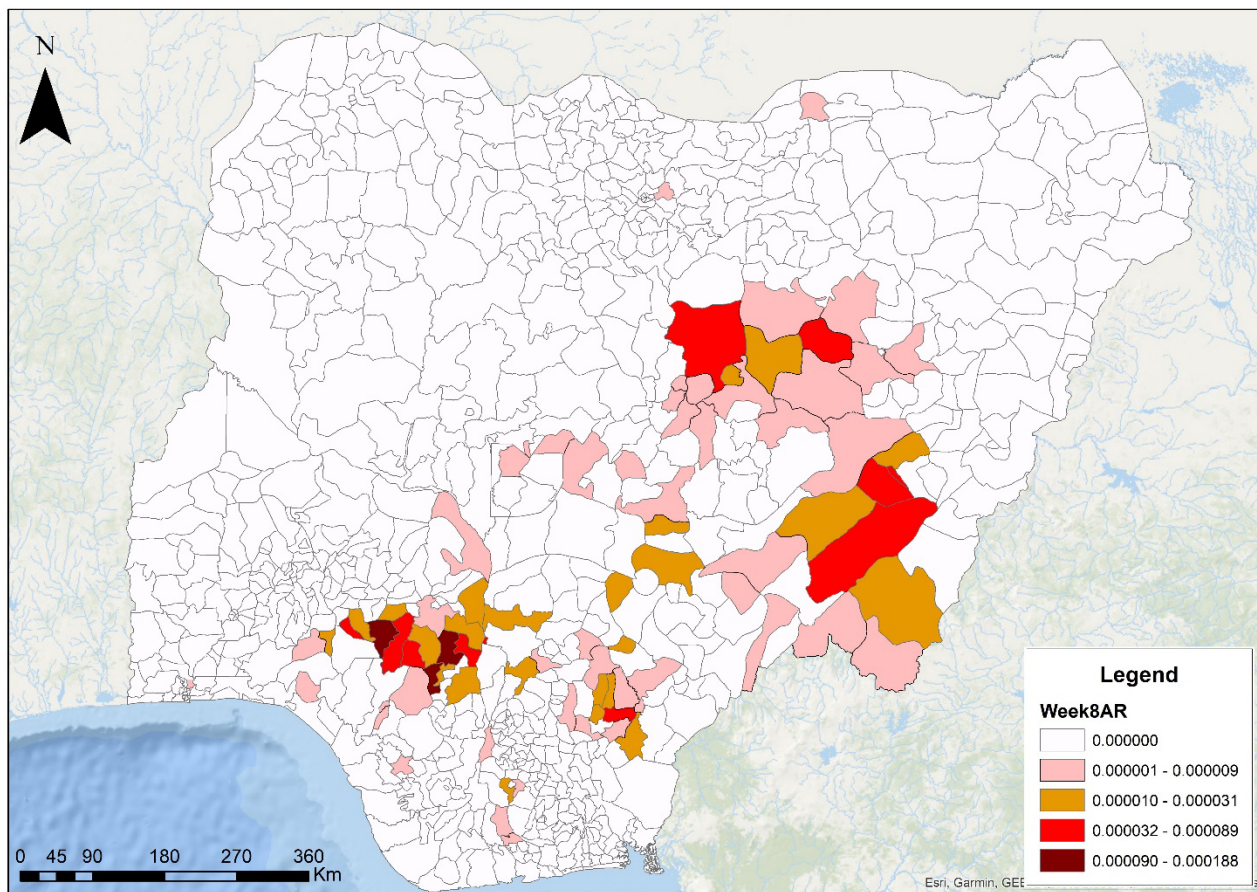 N
Legend
Week8AR
0.000000
0.000001 - 0.000009
0.000010 - 0.000031
0.000032 - 0.000089
0.000090 - 0.000188
0 45 90 180 270 360
Km
Esri, Garmin, GEB